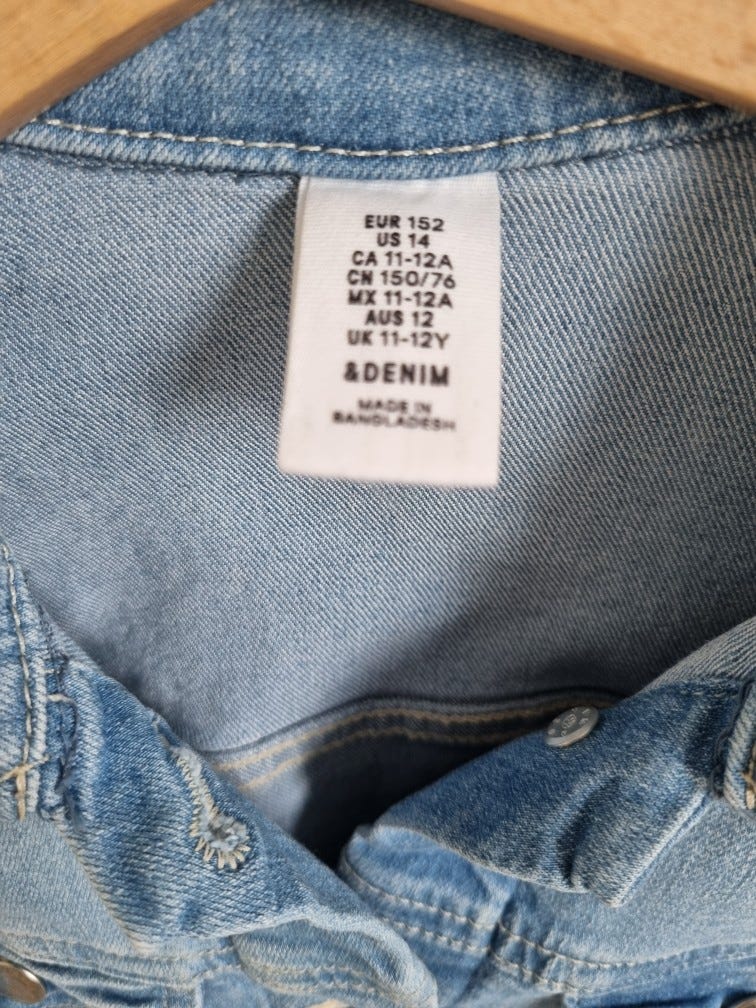 EUR 152
US 14
CA 11-12A
CN 150/76
MX 11-12A
AUS 12
UK 11-12Y
&DENIM
MADE IN
BANGLADESH